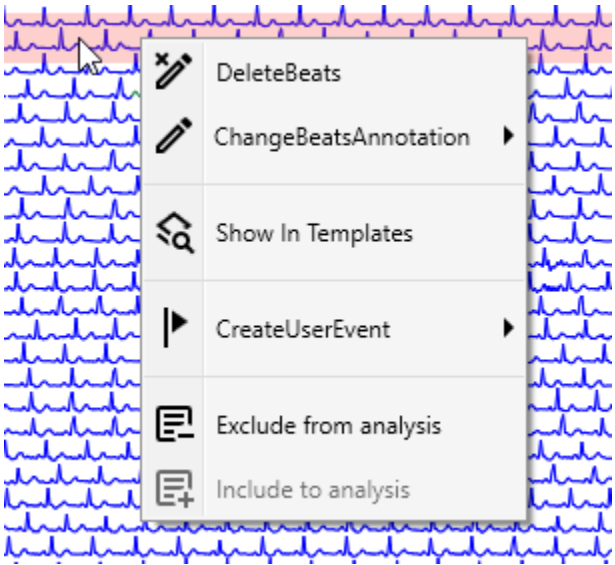 DeleteBeats
ChangeBeatsAnnotation
Show In Templates
CreateUserEvent
Exclude from analysis
Include to analysis